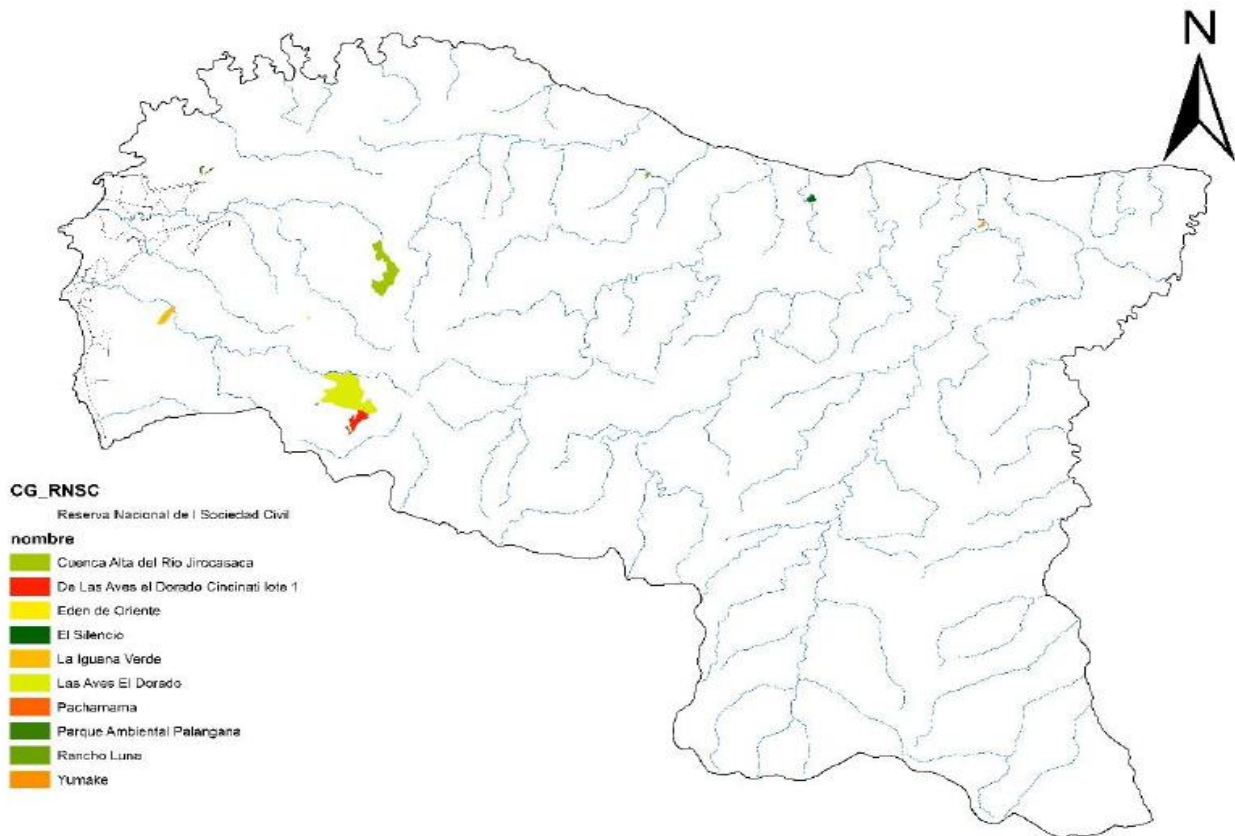 N
CG_RNSC
Reserva Nacional de l Sociedad Civil
nombre
Cuenca Alta del Rio Jirocasaca
De Las Aves el Dorado Cincinati lote 1
Eden de Oriente
El Silencio
La Iguana Verde
Las Aves El Dorado
Pachamama
Parque Ambiental Palangana
Rancho Luna
Yumake